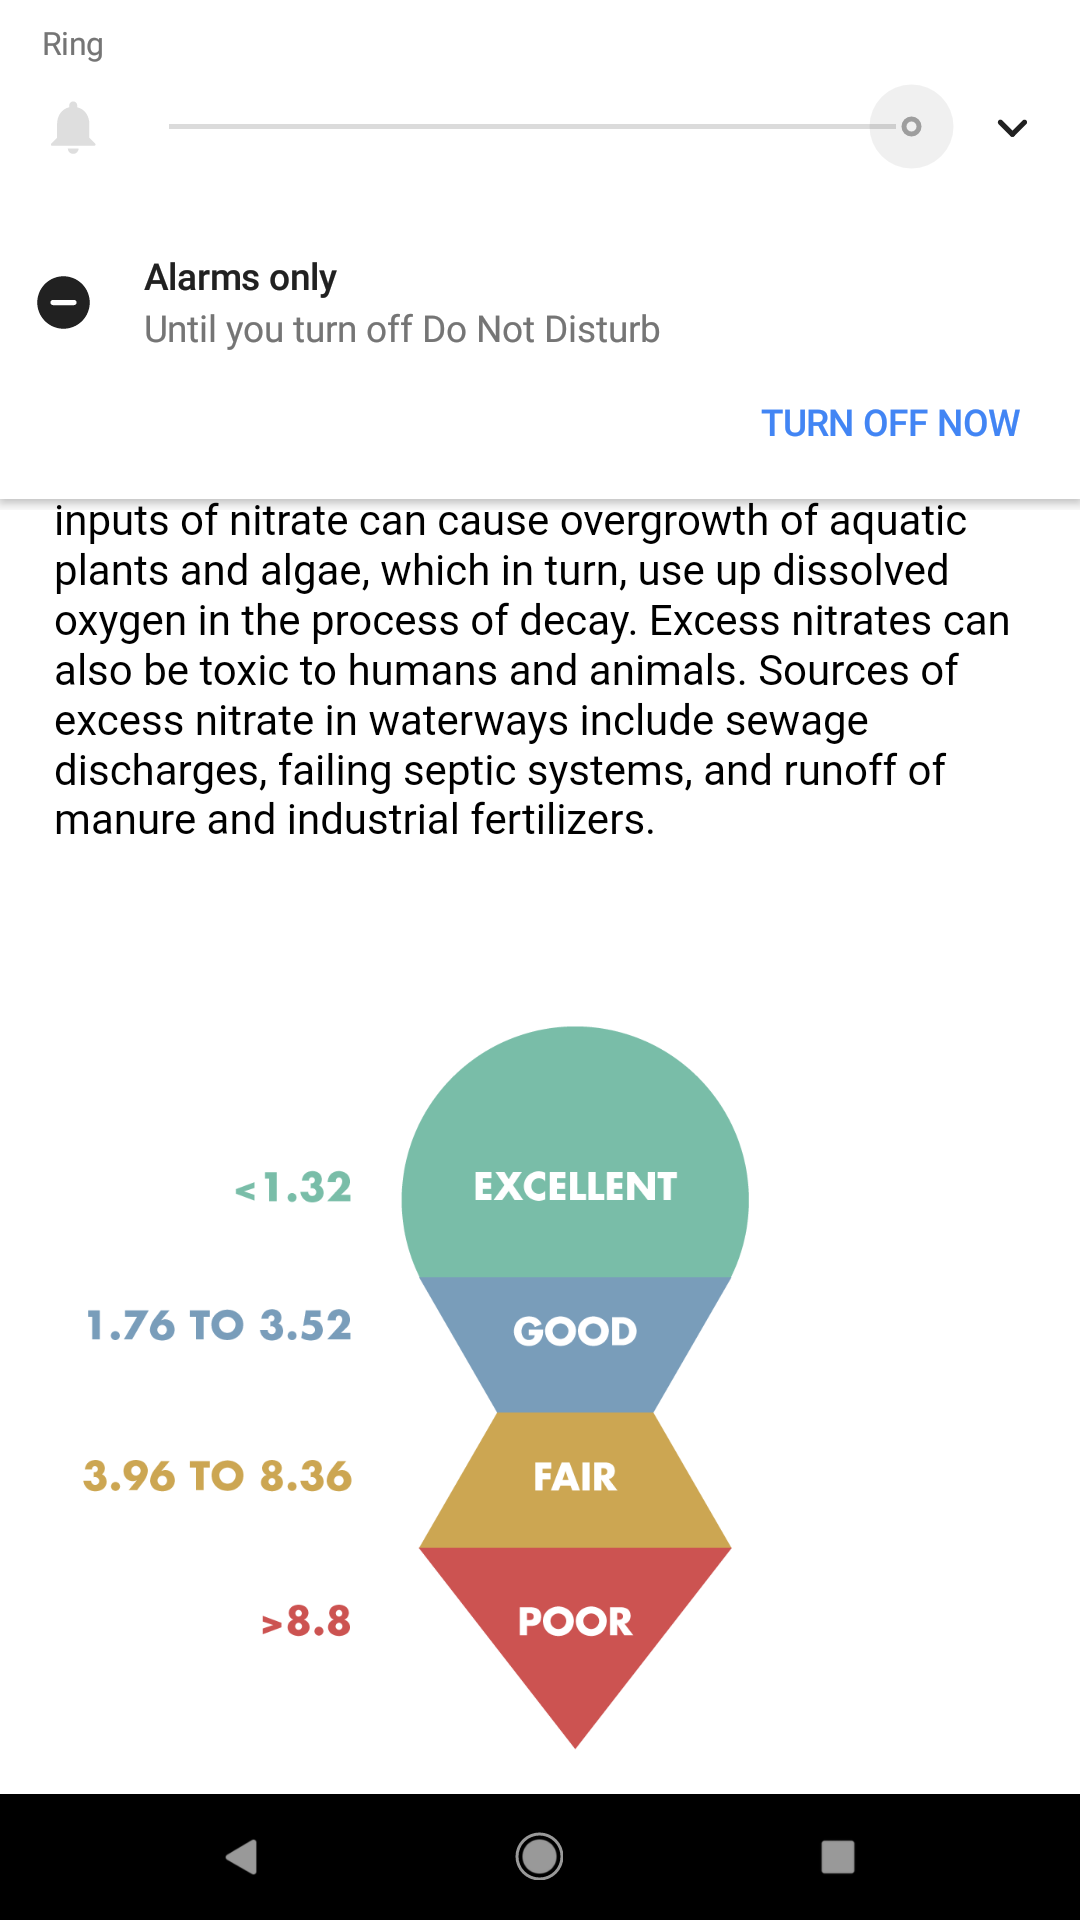 Ring
Alarms only
Until you turn off Do Not Disturb
TURN OFF NOW
inputs of nitrate can cause overgrowth of aquatic
plants and algae, which in turn, use up dissolved
oxygen in the process of decay. Excess nitrates can
also be toxic to humans and animals. Sources of
excess nitrate in waterways include sewage
discharges, failing septic systems, and runoff of
manure and industrial fertilizers.
<1.32 EXCELLENT
1.76 TO 3.52 GOOD
3.96 TO 8.36 FAIR
>8.8 POOR